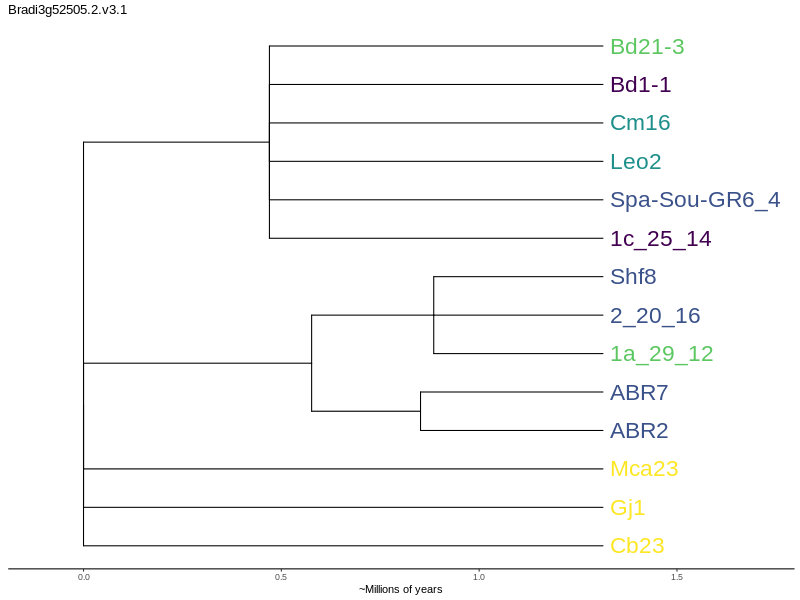 Bradi3g52505.2.v3.1
Bd21-3
Bd1-1
Cm16
Leo2
Spa-Sou-GR6_4
1c_25_14
Shf8
2_20_16
1a_29_12
ABR7
ABR2
Mca23
Gj1
Cb23
0.0 0.5 1.0 1.5
~Millions of years